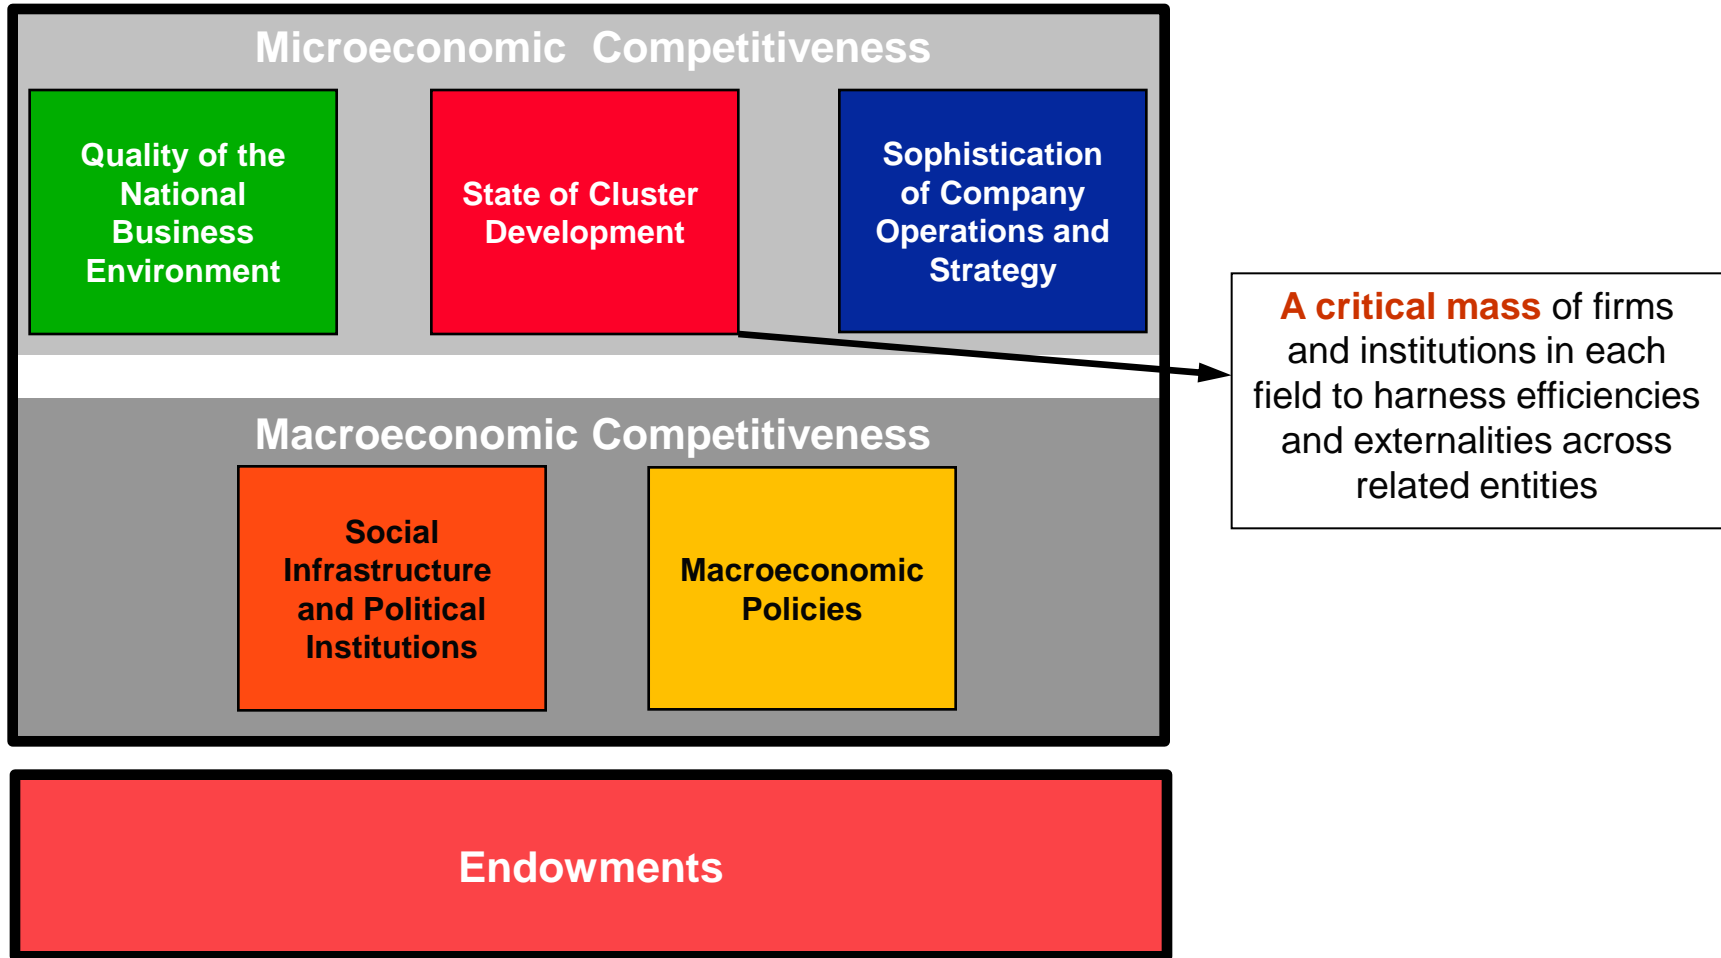 Microeconomic Competitiveness
Quality of the
National
Business
Environment
State of Cluster
Development
Sophistication
of Company
Operations and
Strategy
A critical mass of firms
and institutions in each
field to harness efficiencies
and externalities across
related entities
Macroeconomic Competitiveness
Social
Infrastructure
and Political
Institutions
Macroeconomic
Policies
Endowments